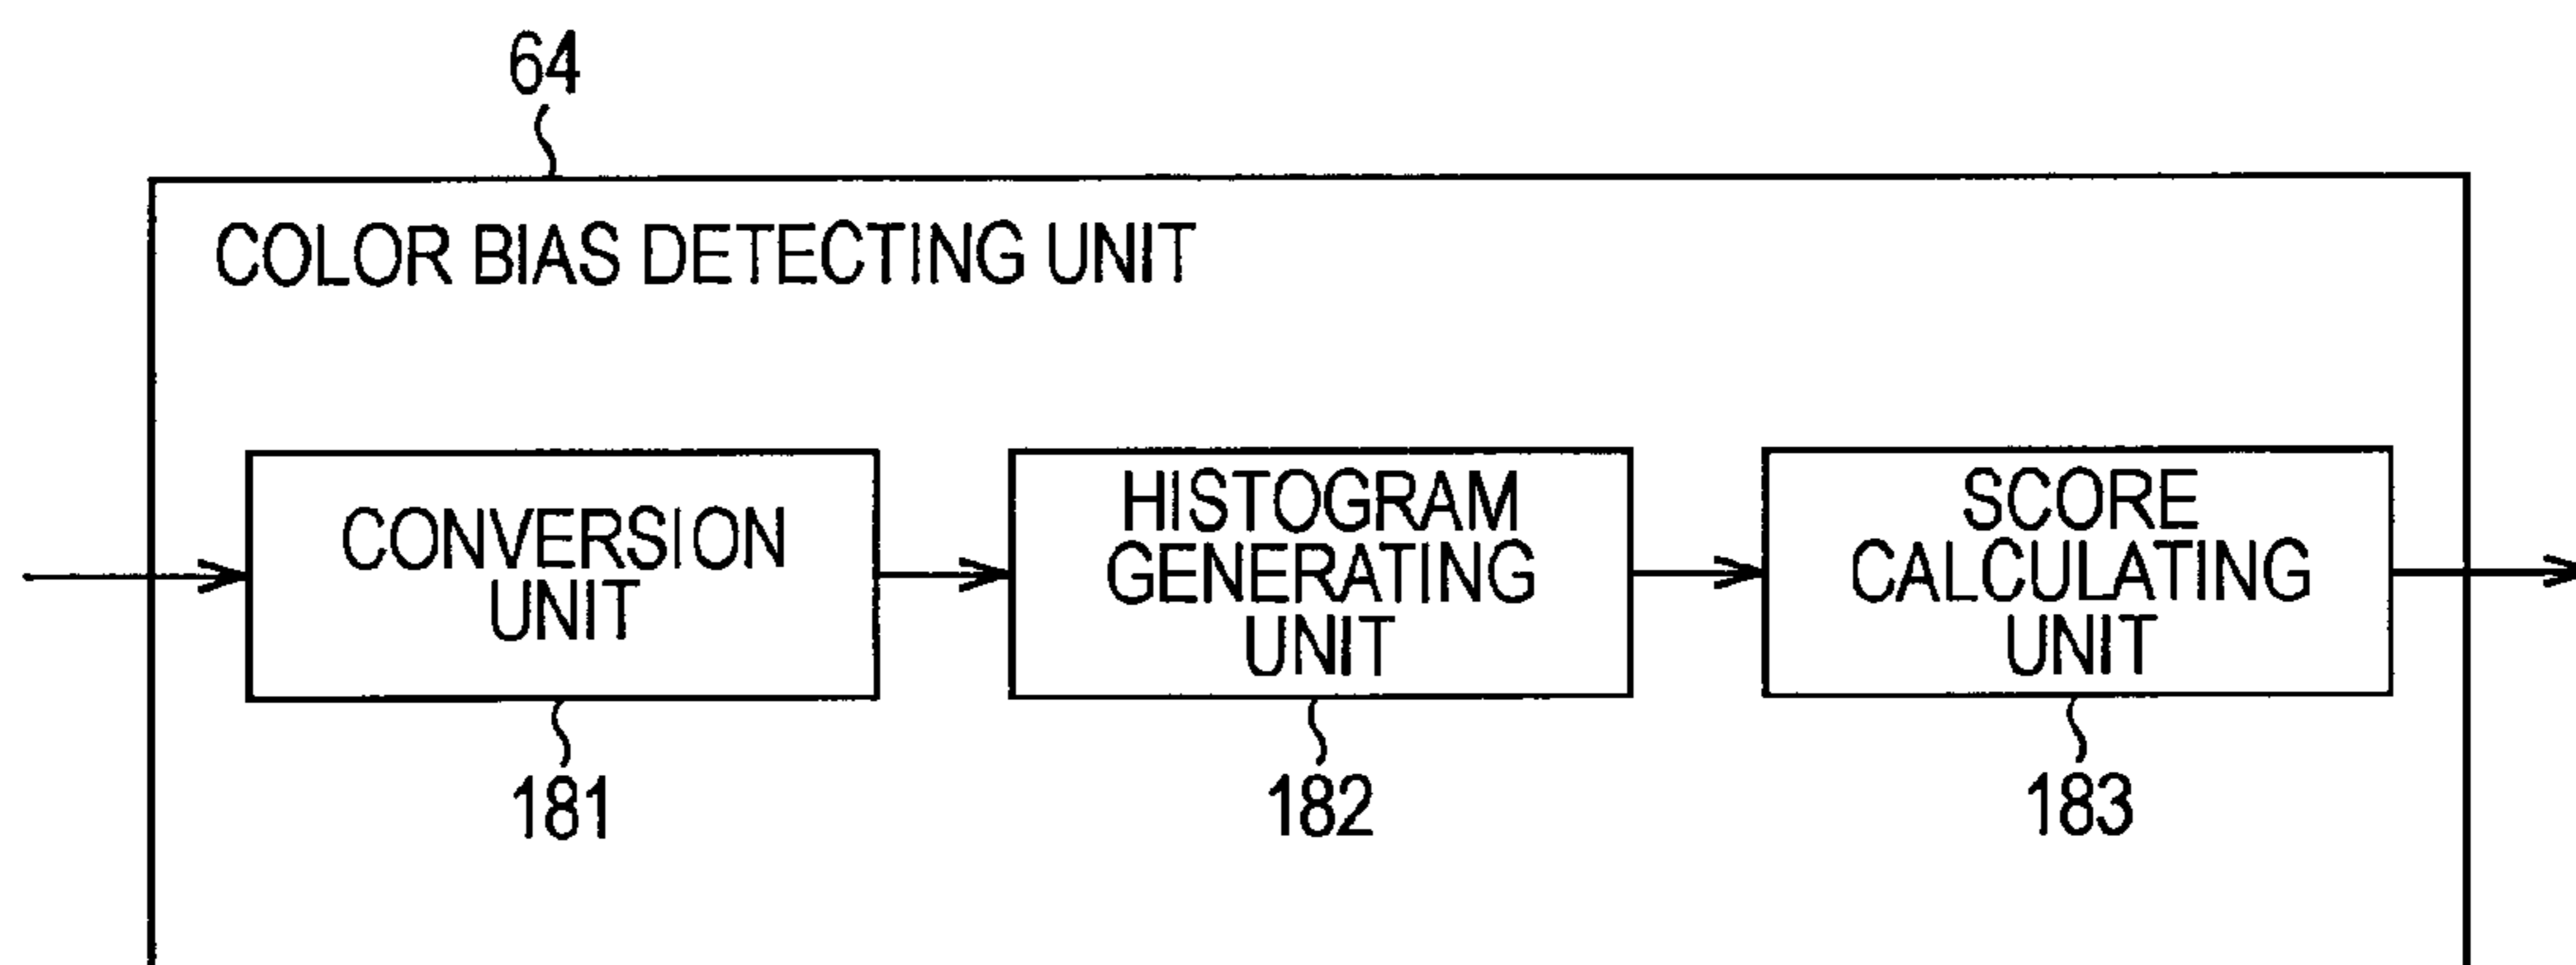 64
COLOR BIAS DETECTING UNIT
CONVERSION
UNIT
HISTOGRAM
GENERATING
UNIT
SCORE
CALCULATING
UNIT
181
182
183